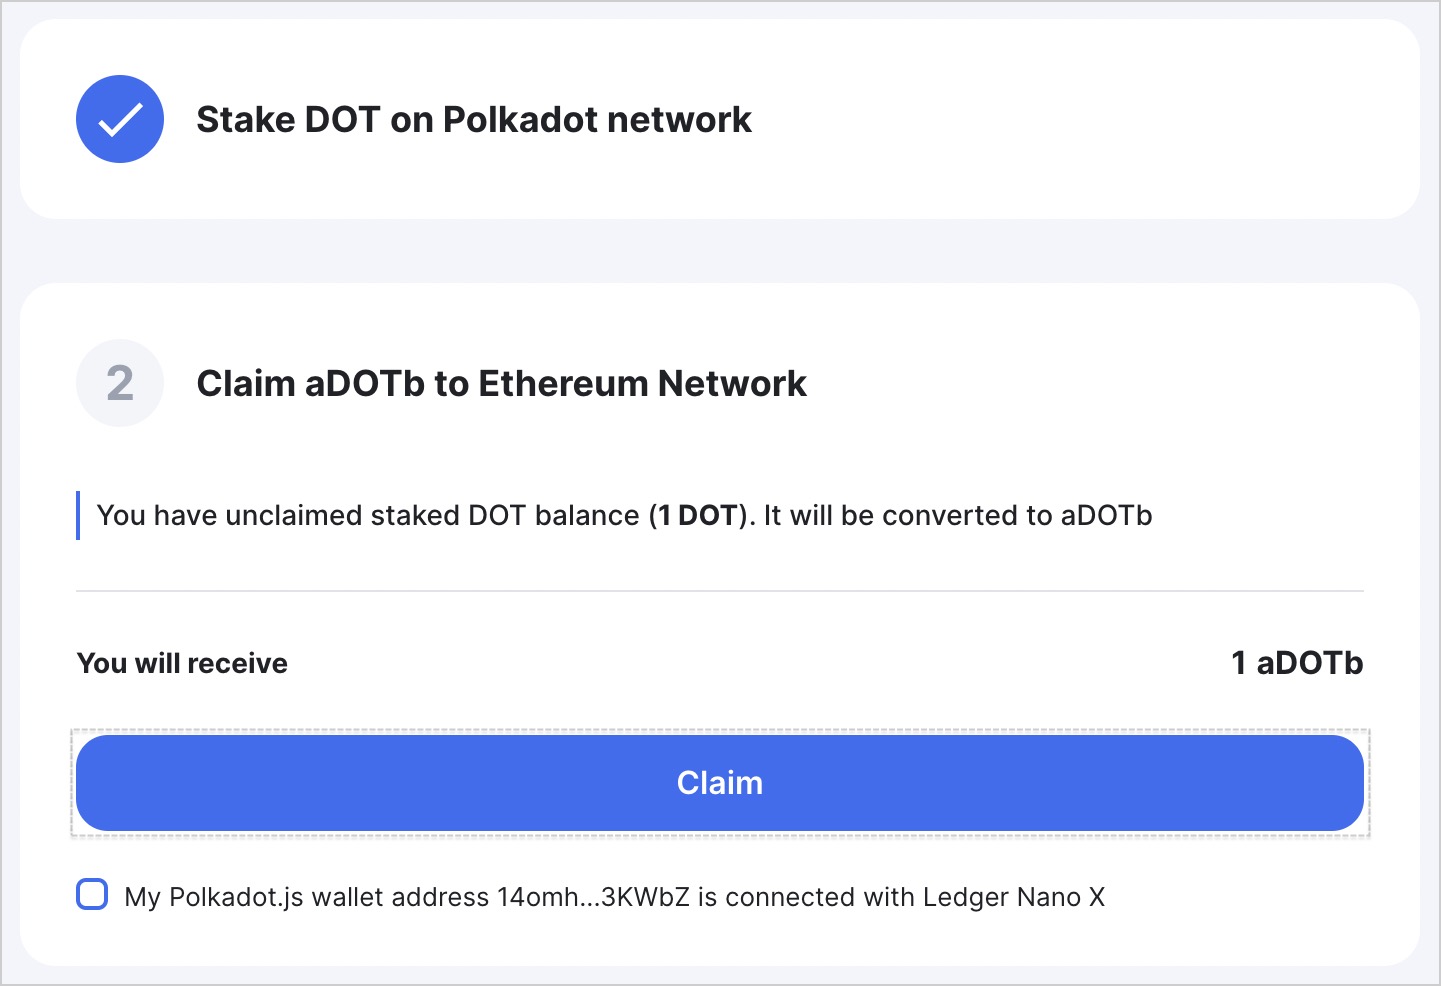 Stake DOT on Polkadot network
2
Claim aDOTb to Ethereum Network
You have unclaimed staked DOT balance (1 DOT). It will be converted to aDOTb
You will receive
1 aDOTb
Claim
My Polkadot.js wallet address 14omh...3KWbZ is connected with Ledger Nano X